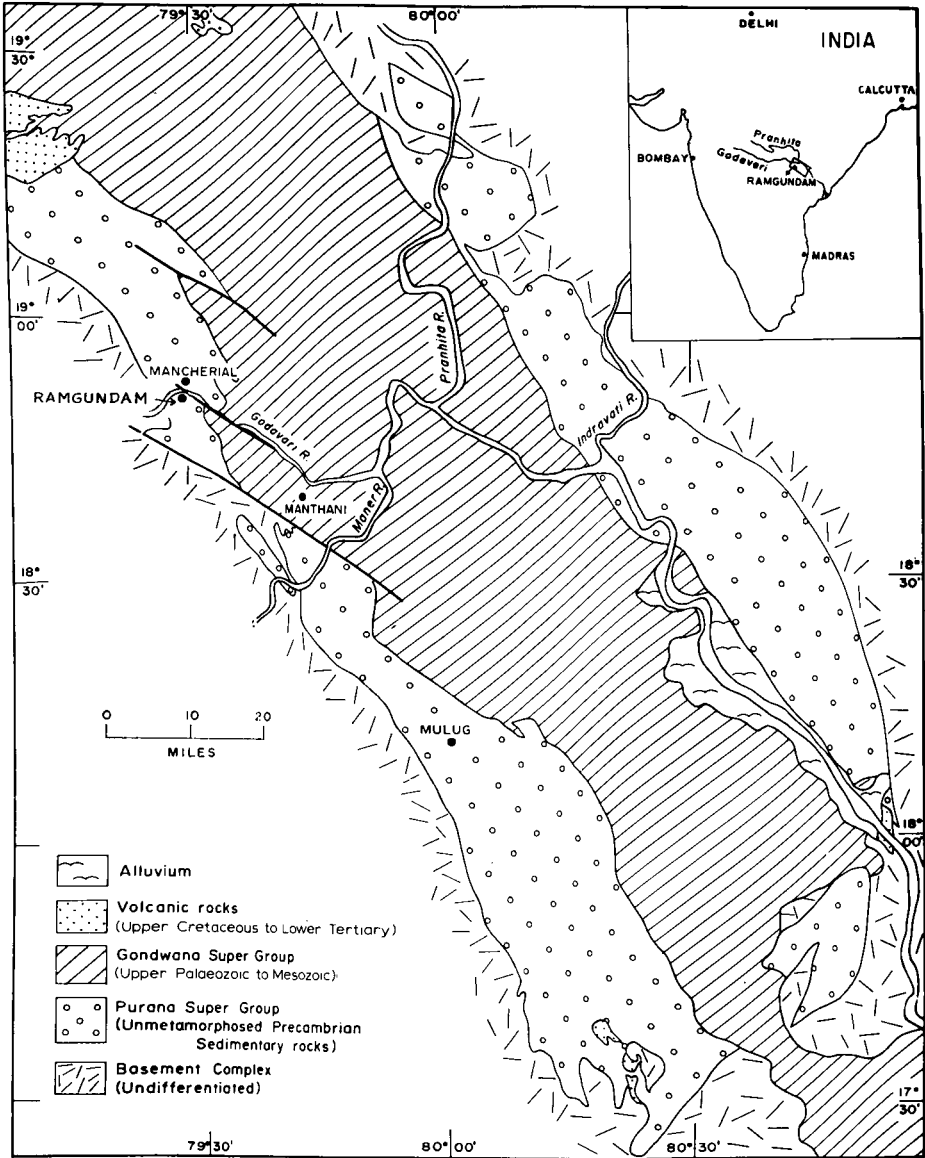 79° 30'
80° 00'
19° 30'
DELHI
INDIA
CALCUTTA
Pranhita
Godavari
BOMBAY
RAMGUNDAM
MADRAS
19° 00'
Pranhita R.
MANCHERIAL
RAMGUNDAM
Godavari R.
Indravati R.
MANTHANI
Maner R.
18° 30'
18° 30'
0 10 20
MILES
MULUG
18° 00'
Alluvium
Volcanic rocks
(Upper Cretaceous to Lower Tertiary)
Gondwana Super Group
(Upper Palaeozoic to Mesozoic)
Purana Super Group
(Unmetamorphosed Precambrian
Sedimentary rocks)
Basement Complex
(Undifferentiated)
17° 30'
79° 30'
80° 00'
80° 30'